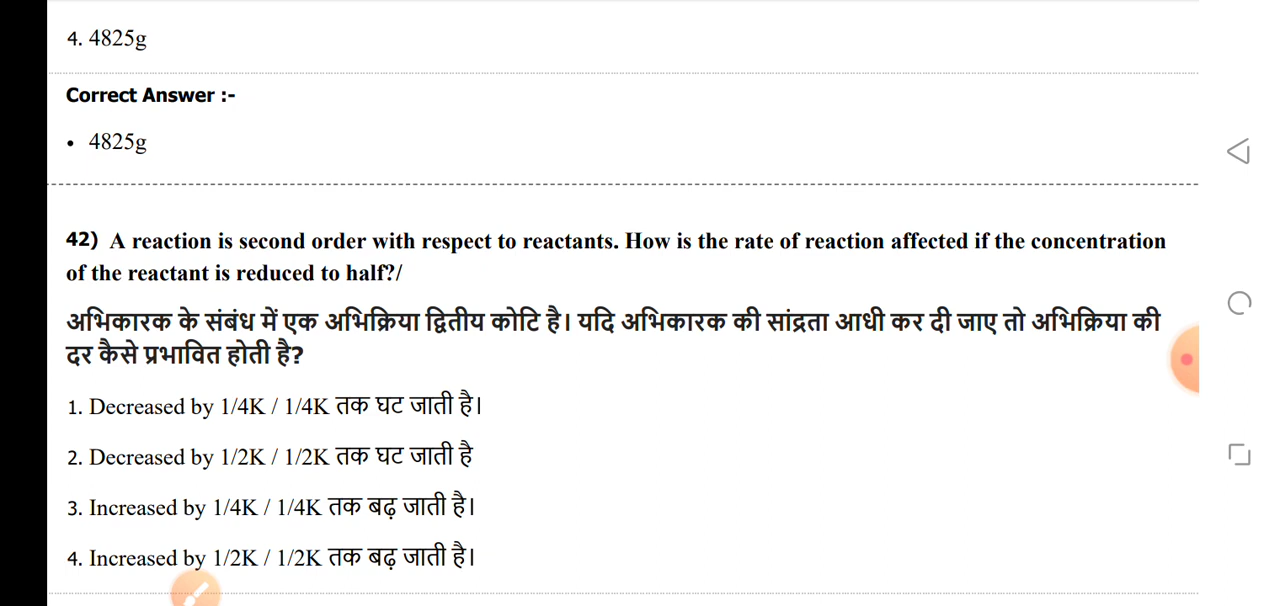 4. 4825g
Correct Answer :-
• 4825g
42) A reaction is second order with respect to reactants. How is the rate of reaction affected if the concentration
of the reactant is reduced to half?/
अभिकारक के संबंध में एक अभिक्रिया द्वितीय कोटि है। यदि अभिकारक की सांद्रता आधी कर दी जाए तो अभिक्रिया की
दर कैसे प्रभावित होती है?
1. Decreased by 1/4K / 1/4K तक घट जाती है।
2. Decreased by 1/2K / 1/2K तक घट जाती है
3. Increased by 1/4K / 1/4K तक बढ़ जाती है।
4. Increased by 1/2K / 1/2K तक बढ़ जाती है।